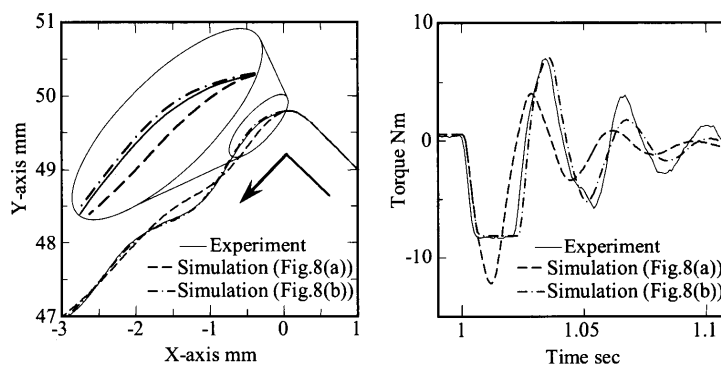 51
50
49
48
47
Y-axis mm
Experiment
Simulation (Fig.8(a))
Simulation (Fig.8(b))
-3
-2
-1
0
1
X-axis mm
10
0
-10
Torque Nm
Experiment
Simulation (Fig.8(a))
Simulation (Fig.8(b))
1
1.05
1.1
Time sec